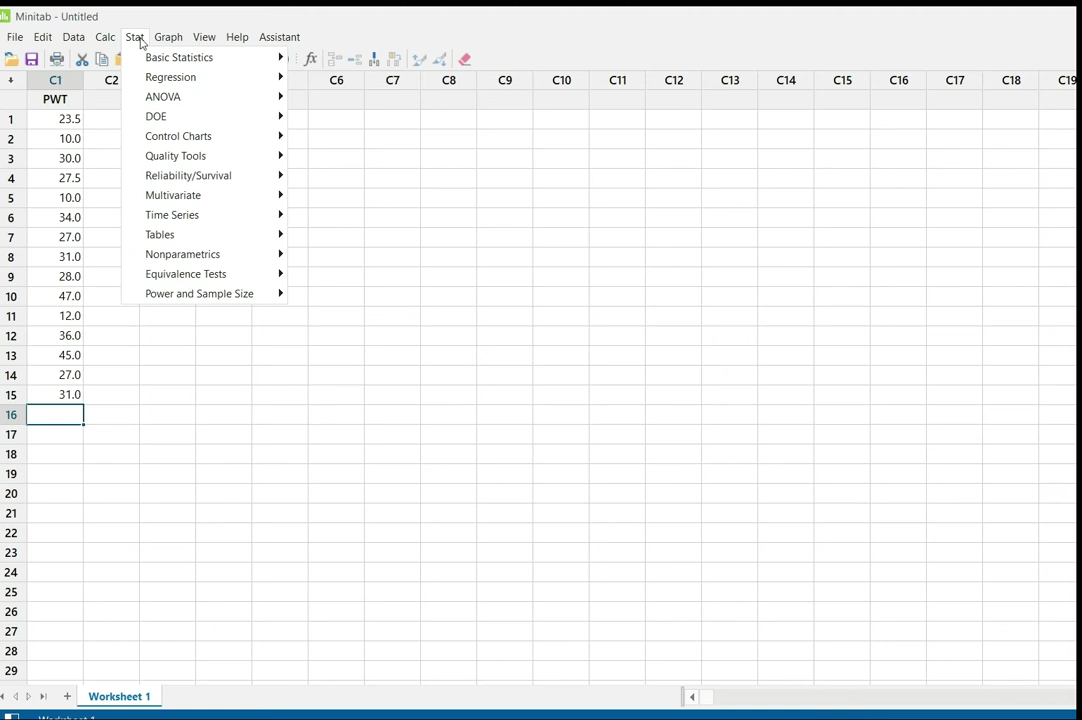 Minitab - Untitled
File Edit Data Calc Stat Graph View Help Assistant
fx
C1 C2 C6 C7 C8 C9 C10 C11 C12 C13 C14 C15 C16 C17 C18 C19
PWT
Basic Statistics
Regression
ANOVA
DOE
Control Charts
Quality Tools
Reliability/Survival
Multivariate
Time Series
Tables
Nonparametrics
Equivalence Tests
Power and Sample Size
1 23.5
2 10.0
3 30.0
4 27.5
5 10.0
6 34.0
7 27.0
8 31.0
9 28.0
10 47.0
11 12.0
12 36.0
13 45.0
14 27.0
15 31.0
16
17
18
19
20
21
22
23
24
25
26
27
28
29
+ Worksheet 1
Worksheet 1